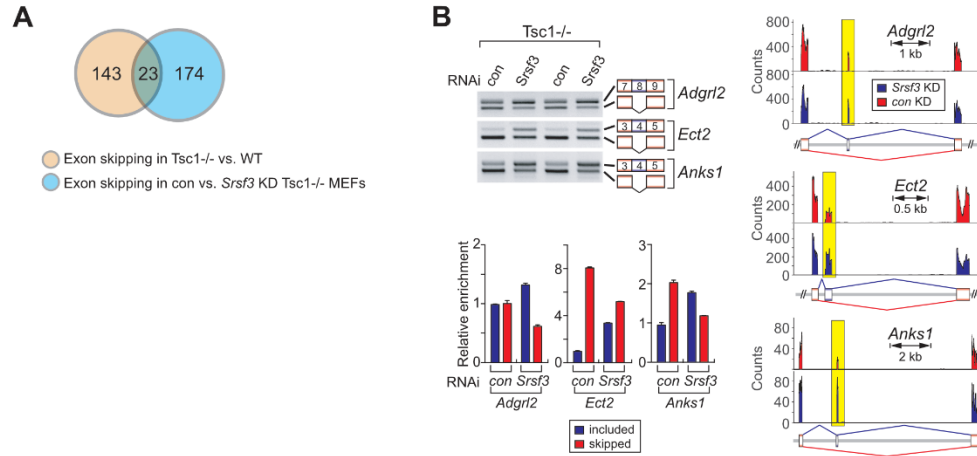 A
143
23
174
Exon skipping in Tsc1-/- vs. WT
Exon skipping in con vs. Srsf3 KD Tsc1-/- MEFs
B
Tsc1-/-
RNAi con Srsf3 con Srsf3
7 8 9
Adgrl2
3 4 5
Ect2
3 4 5
Anks1
Relative enrichment
1.5
1
0.5
0
8
4
0
3
2
1
0
RNAi con Srsf3 con Srsf3 con Srsf3
Adgrl2 Ect2 Anks1
included
skipped
Counts
800
400
0
800
400
0
Adgrl2
1 kb
Srsf3 KD
con KD
//
//
Counts
400
200
0
400
200
0
Ect2
0.5 kb
//
//
Counts
80
40
0
80
40
0
Anks1
2 kb
//
//